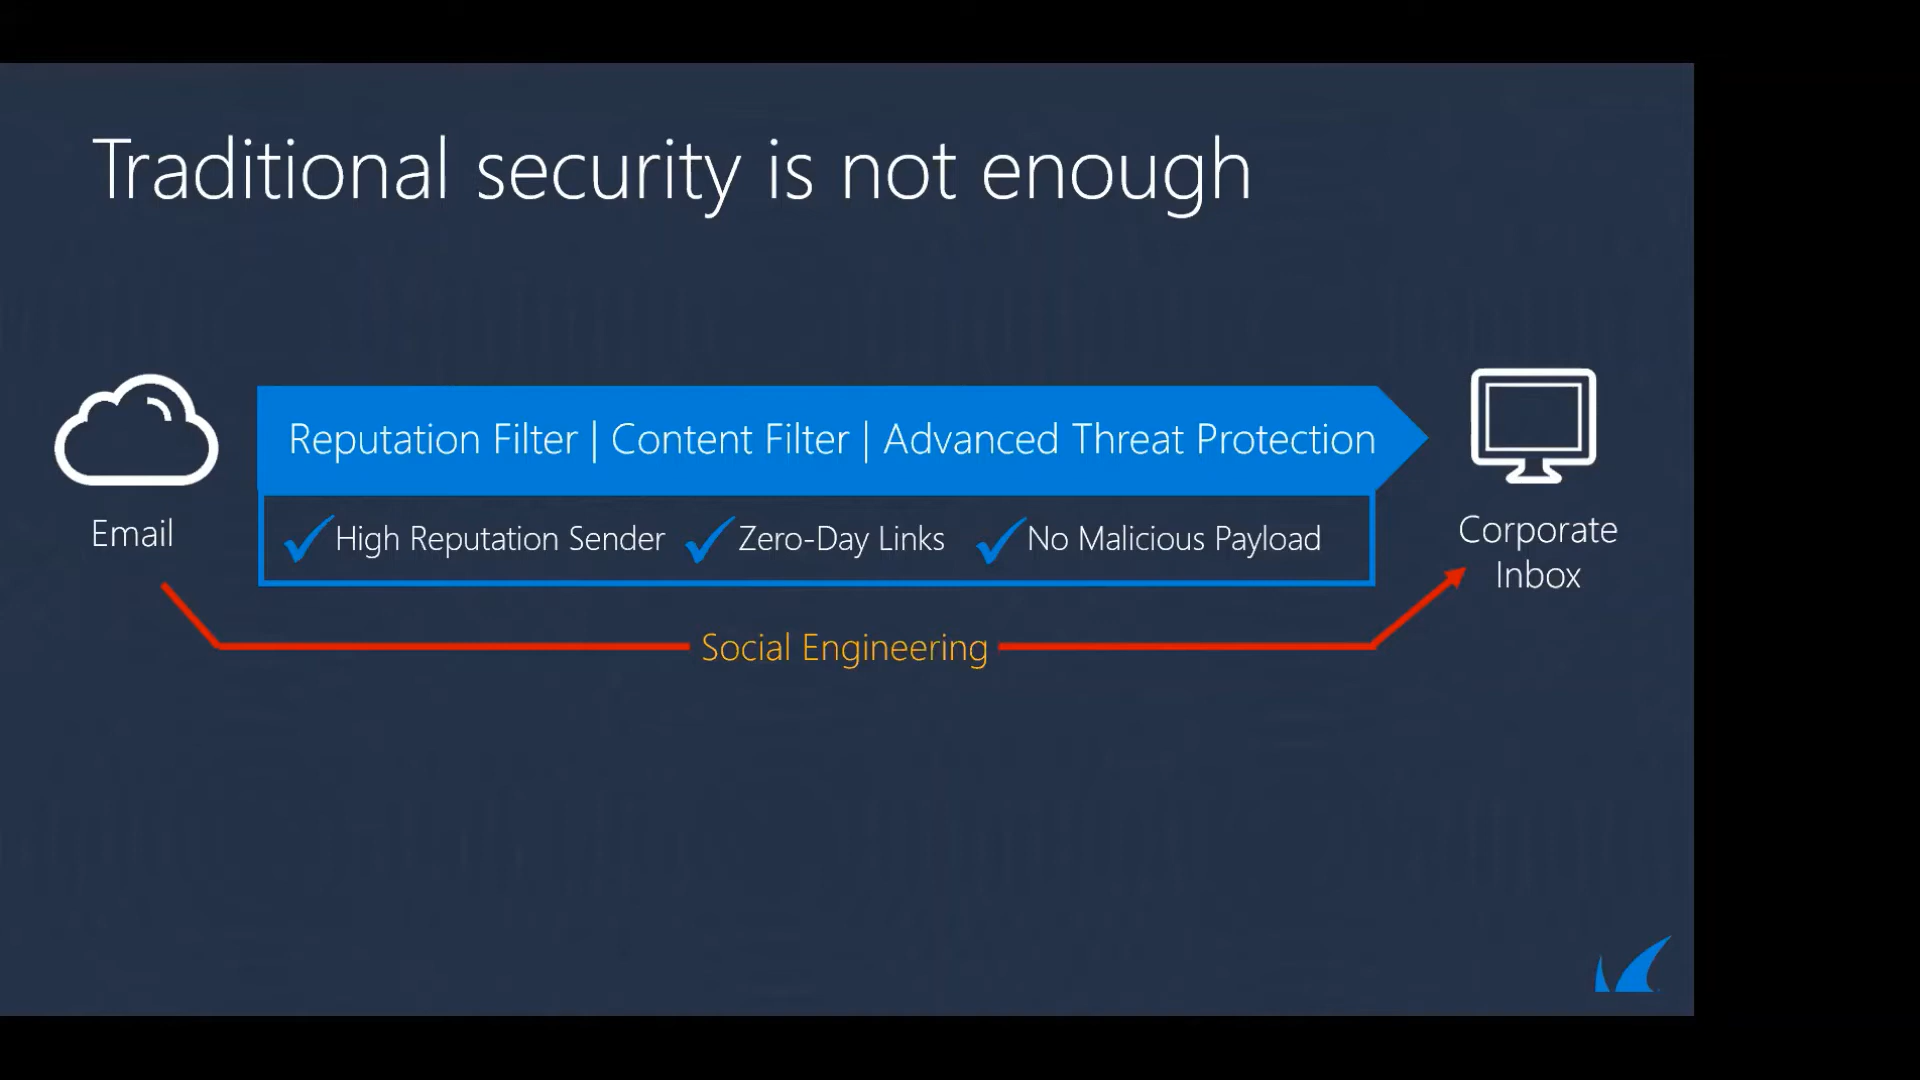 Traditional security is not enough
Reputation Filter | Content Filter | Advanced Threat Protection
High Reputation Sender Zero-Day Links No Malicious Payload
Email
Corporate
Inbox
Social Engineering